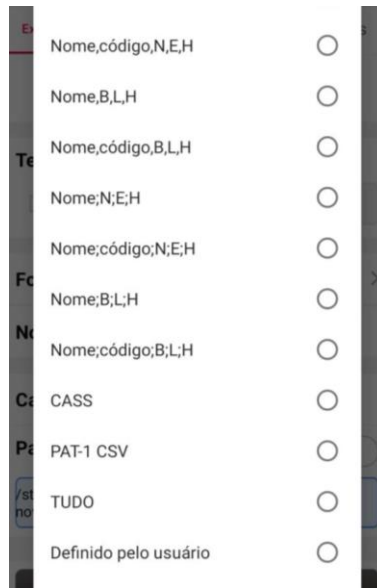 Nome,código,N,E,H
Nome,B,L,H
Nome,código,B,L,H
Nome;N;E;H
Nome;código;N;E;H
Nome;B;L;H
Nome;código;B;L;H
CASS
PAT-1 CSV
TUDO
Definido pelo usuário